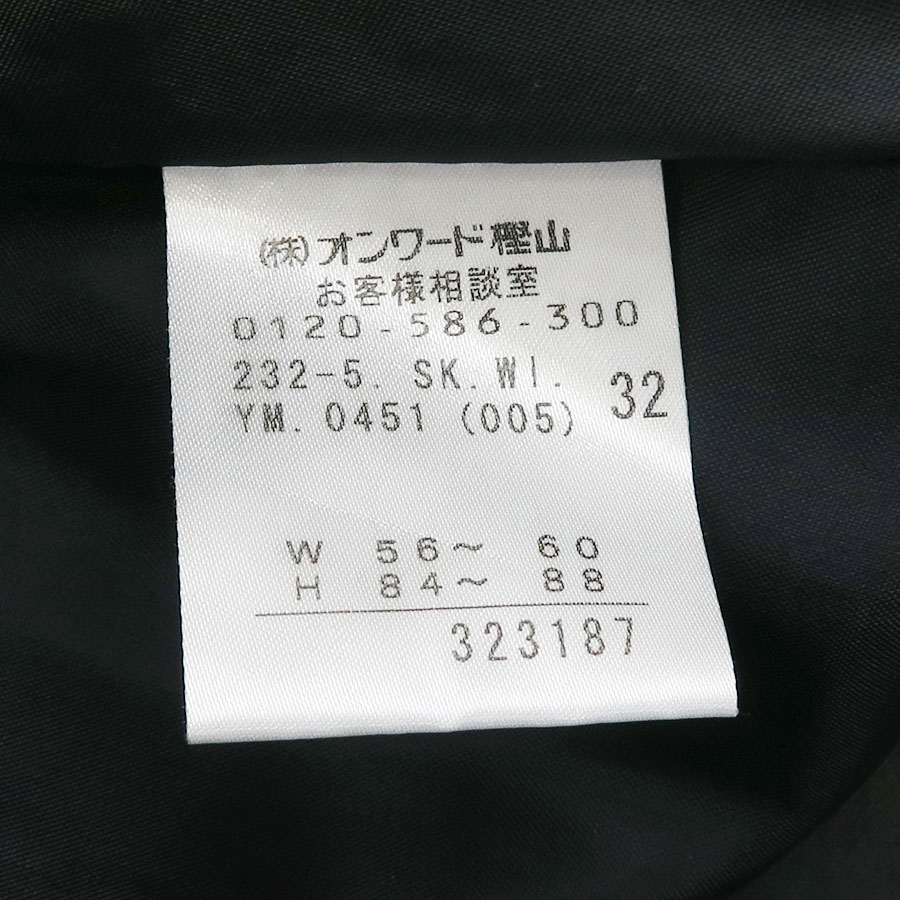 (株)オンワード樫山
お客様相談室
0120-586-300
232-5. SK.WI. 32
YM. 0451 (005)
W 56~ 60
H 84~ 88
323187